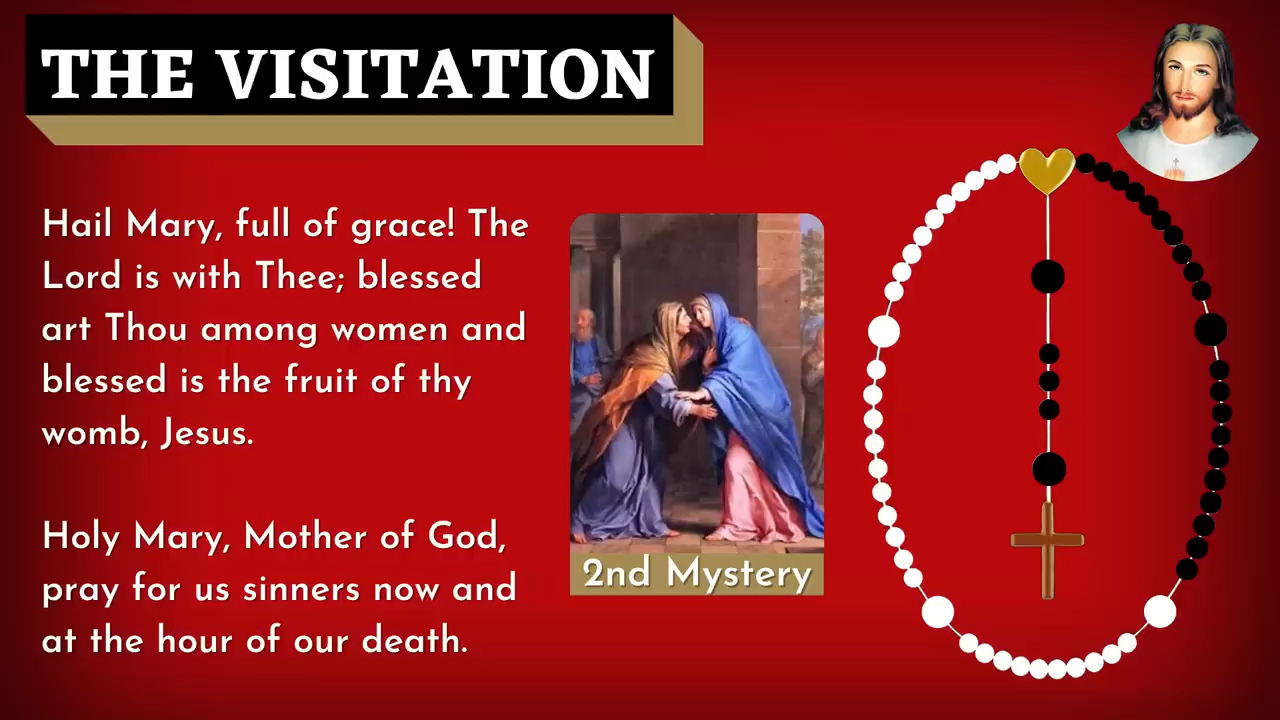 THE VISITATION
Hail Mary, full of grace! The
Lord is with Thee; blessed
art Thou among women and
blessed is the fruit of thy
womb, Jesus.
Holy Mary, Mother of God,
pray for us sinners now and
at the hour of our death.
2nd Mystery